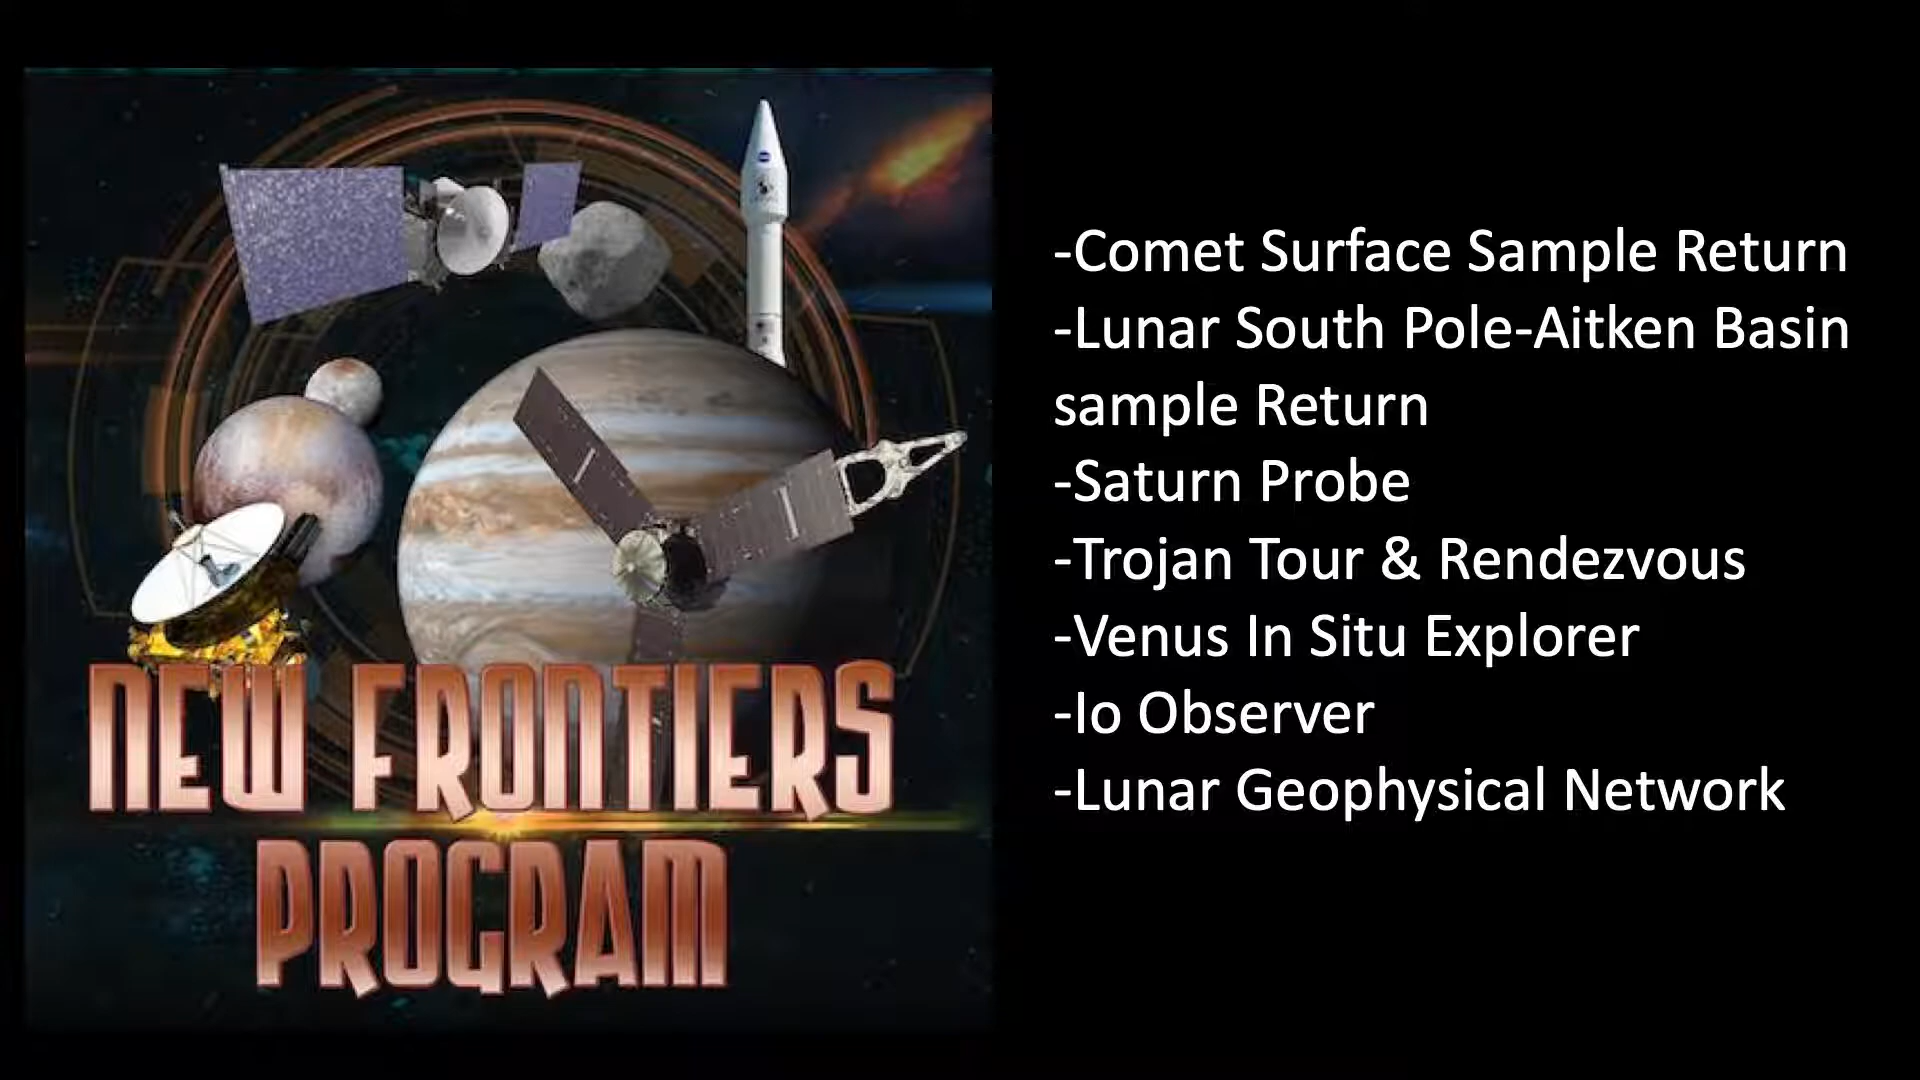 NEW FRONTIERS
PROGRAM
-Comet Surface Sample Return
-Lunar South Pole-Aitken Basin
sample Return
-Saturn Probe
-Trojan Tour & Rendezvous
-Venus In Situ Explorer
-Io Observer
-Lunar Geophysical Network